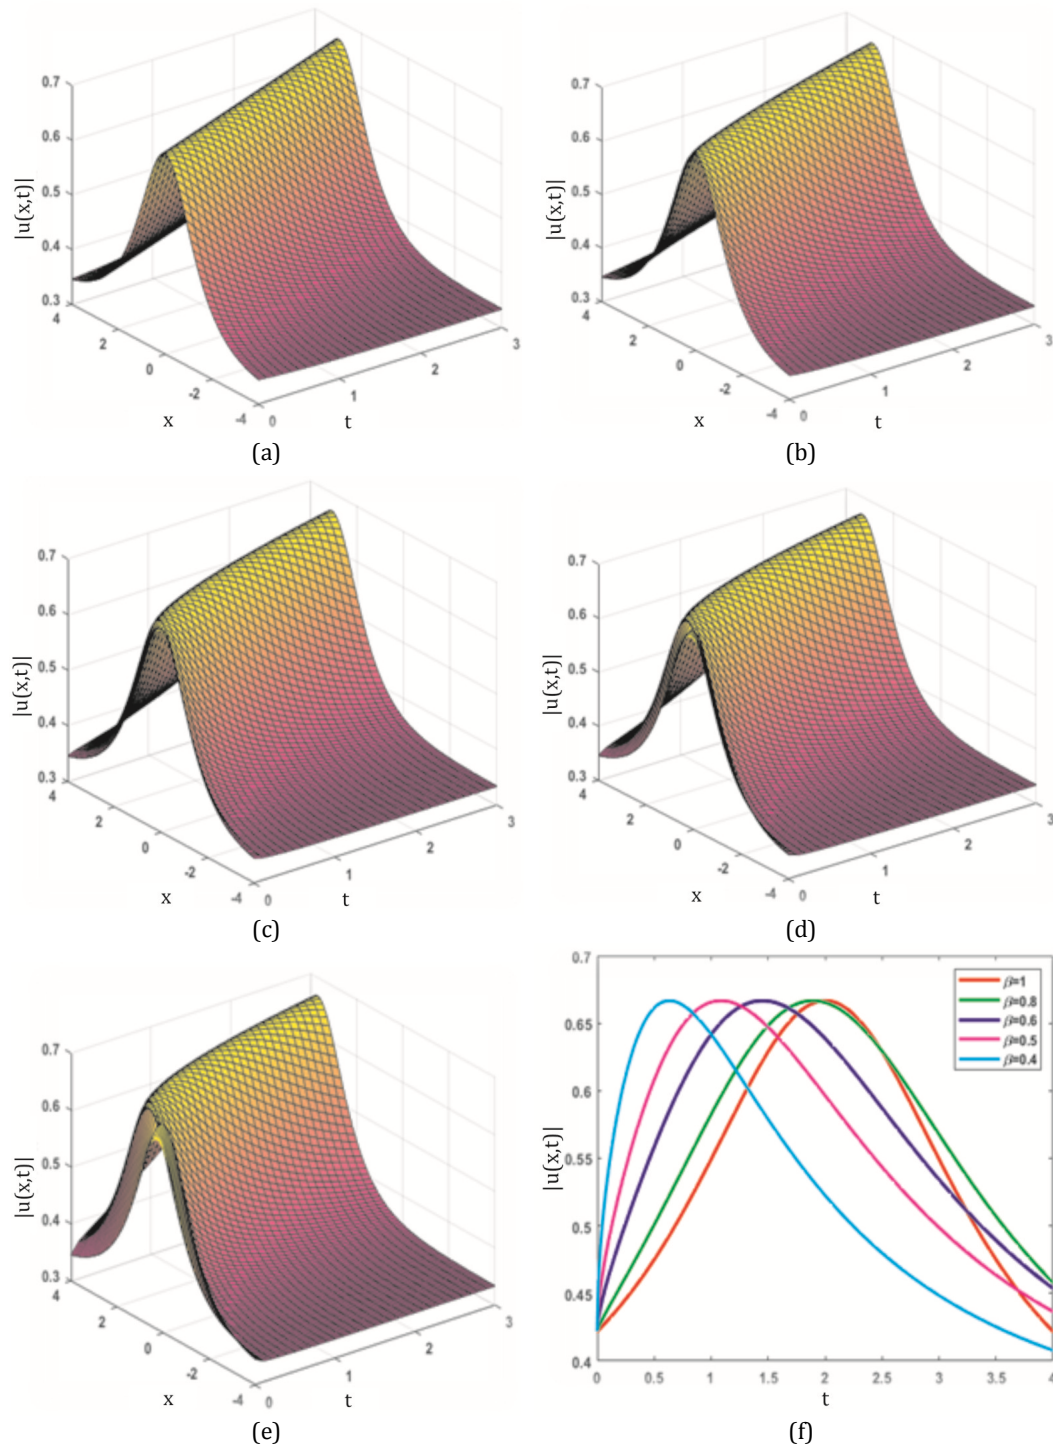 0.7
0.6
0.5
0.4
0.3
|u(x,t)|
4
2
0
-2
-4
x
0
1
2
3
t
(a)
0.7
0.6
0.5
0.4
0.3
|u(x,t)|
4
2
0
-2
-4
x
0
1
2
3
t
(b)
0.7
0.6
0.5
0.4
0.3
|u(x,t)|
4
2
0
-2
-4
x
0
1
2
3
t
(c)
0.7
0.6
0.5
0.4
0.3
|u(x,t)|
4
2
0
-2
-4
x
0
1
2
3
t
(d)
0.7
0.6
0.5
0.4
0.3
|u(x,t)|
4
2
0
-2
-4
x
0
1
2
3
t
(e)
0.7
0.65
0.6
0.55
0.5
0.45
0.4
|u(x,t)|
β=1
β=0.8
β=0.6
β=0.5
β=0.4
0 0.5 1 1.5 2 2.5 3 3.5 4
t
(f)